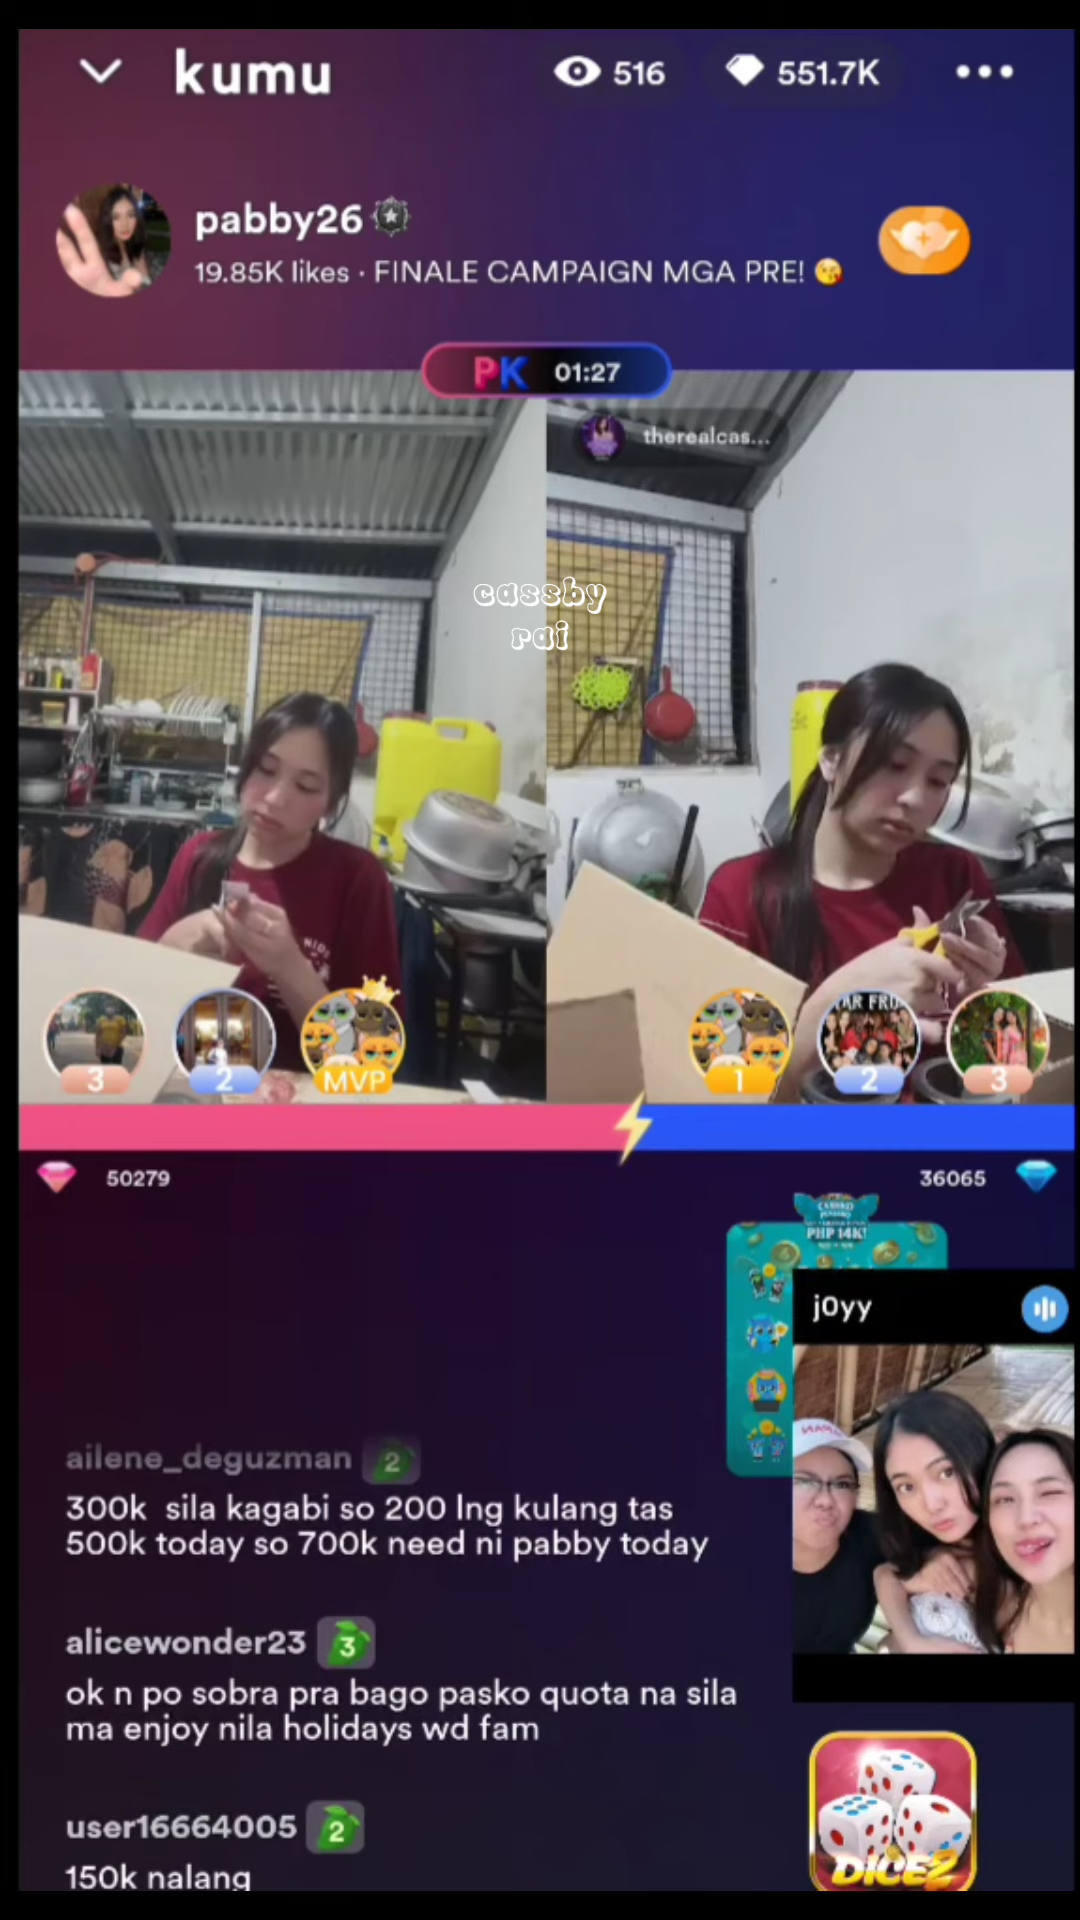 kumu
516
551.7K
pabby26
19.85K likes · FINALE CAMPAIGN MGA PRE! 😘
PK 01:27
therealcas...
cassby
rai
3
2
MVP
1
2
3
50279
36065
PHP 14K!
j0yy
ailene_deguzman 2
300k sila kagabi so 200 lng kulang tas
500k today so 700k need ni pabby today
alicewonder23 3
ok n po sobra pra bago pasko quota na sila
ma enjoy nila holidays wd fam
user16664005 2
150k nalang
DICE2